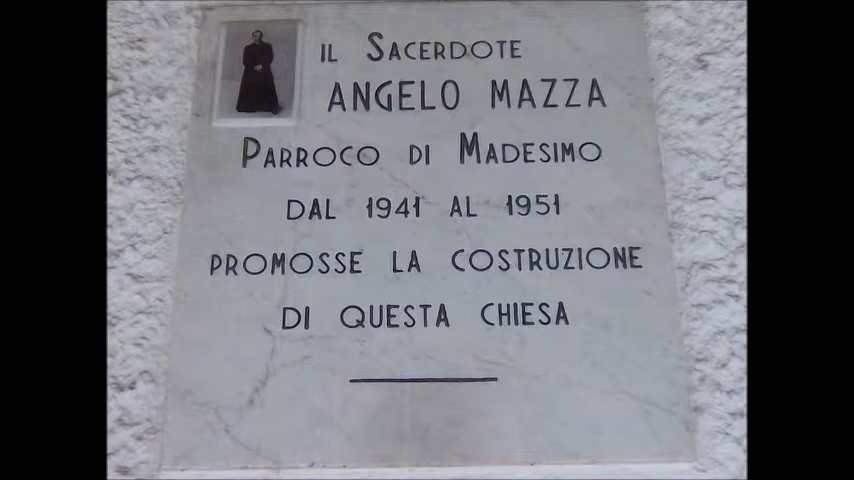 IL SACERDOTE
ANGELO MAZZA
PARROCO DI MADESIMO
DAL 1941 AL 1951
PROMOSSE LA COSTRUZIONE
DI QUESTA CHIESA